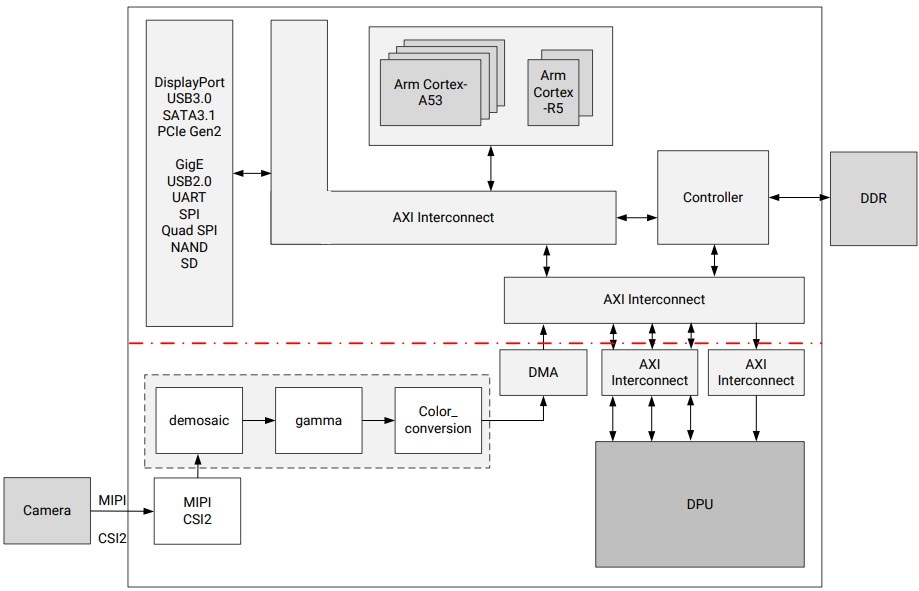 DisplayPort
USB3.0
SATA3.1
PCIe Gen2
GigE
USB2.0
UART
SPI
Quad SPI
NAND
SD
Arm Cortex-
A53
Arm
Cortex
-R5
AXI Interconnect
Controller
DDR
AXI Interconnect
DMA
AXI
Interconnect
AXI
Interconnect
demosaic
gamma
Color_
conversion
Camera
MIPI
CSI2
MIPI
CSI2
DPU